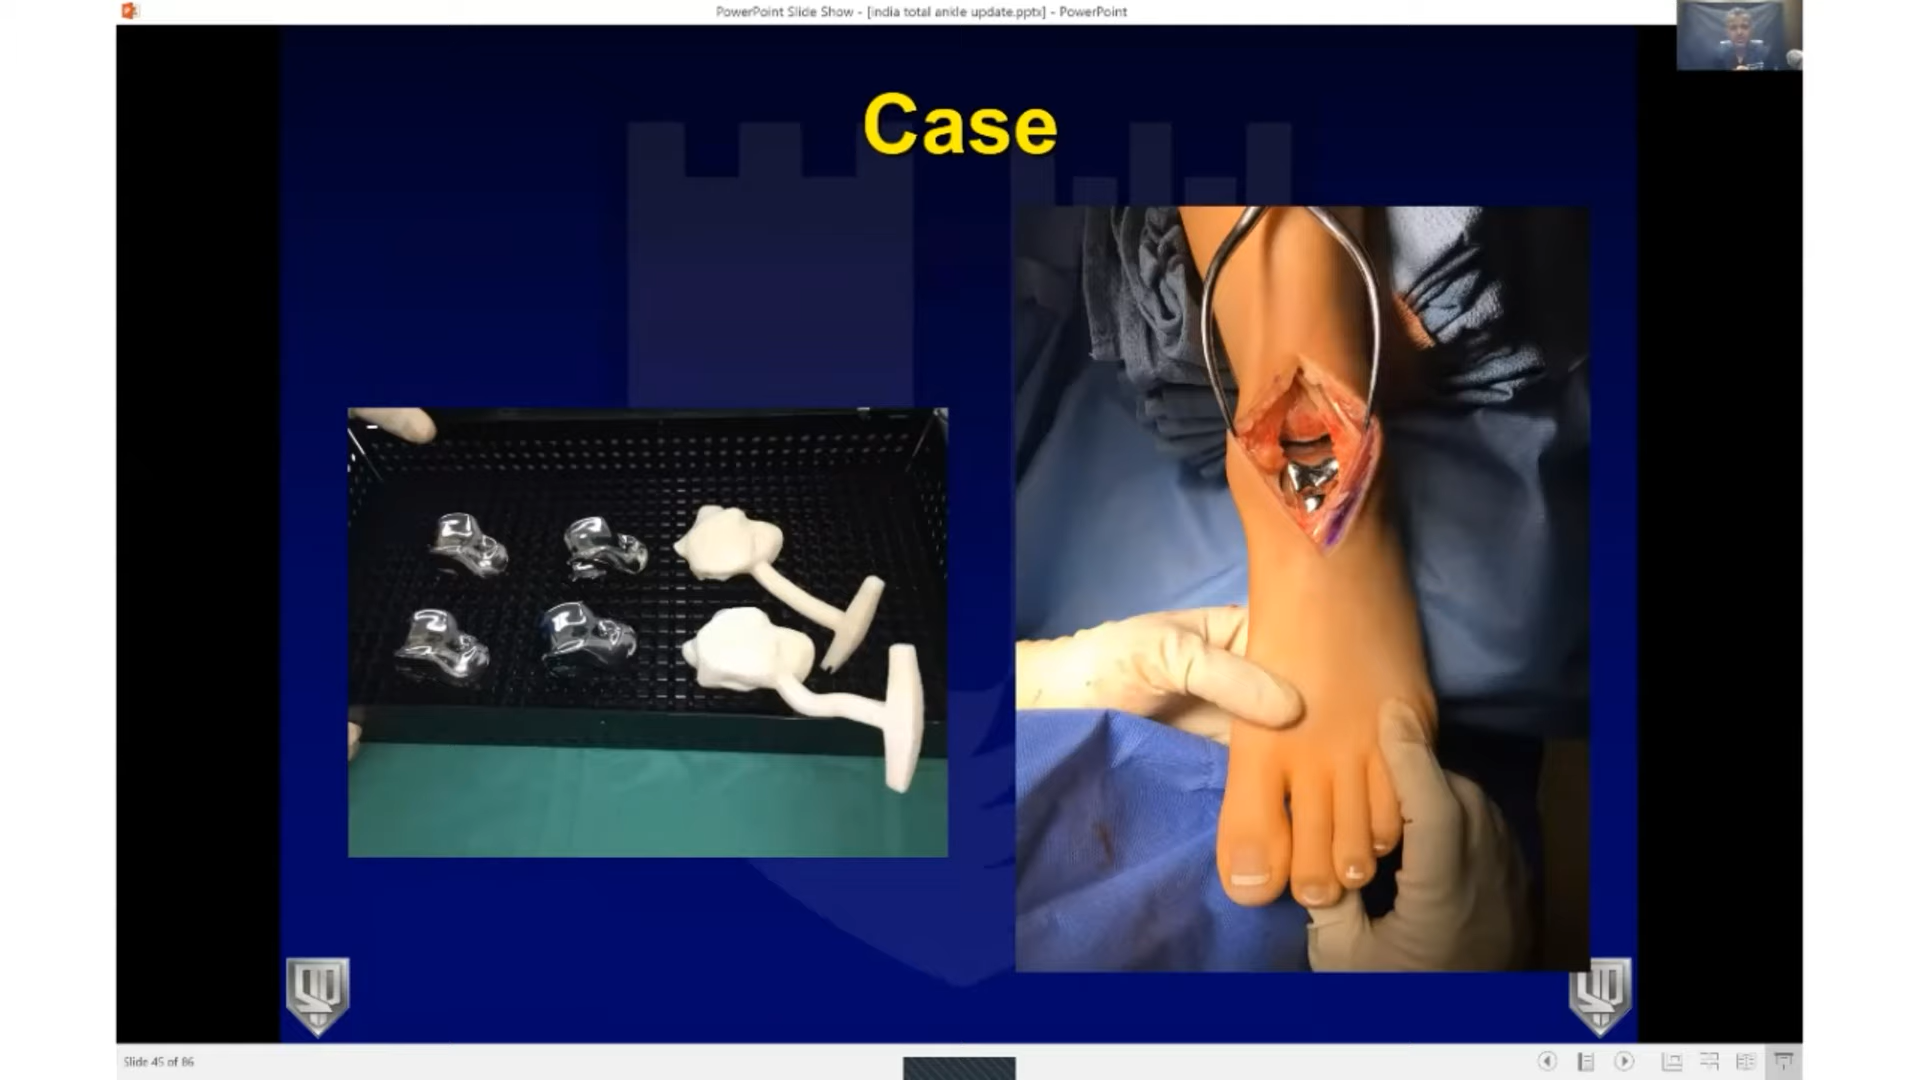 PowerPoint Slide Show - [india total ankle update.pptx] - PowerPoint
Case
Slide 45 of 86